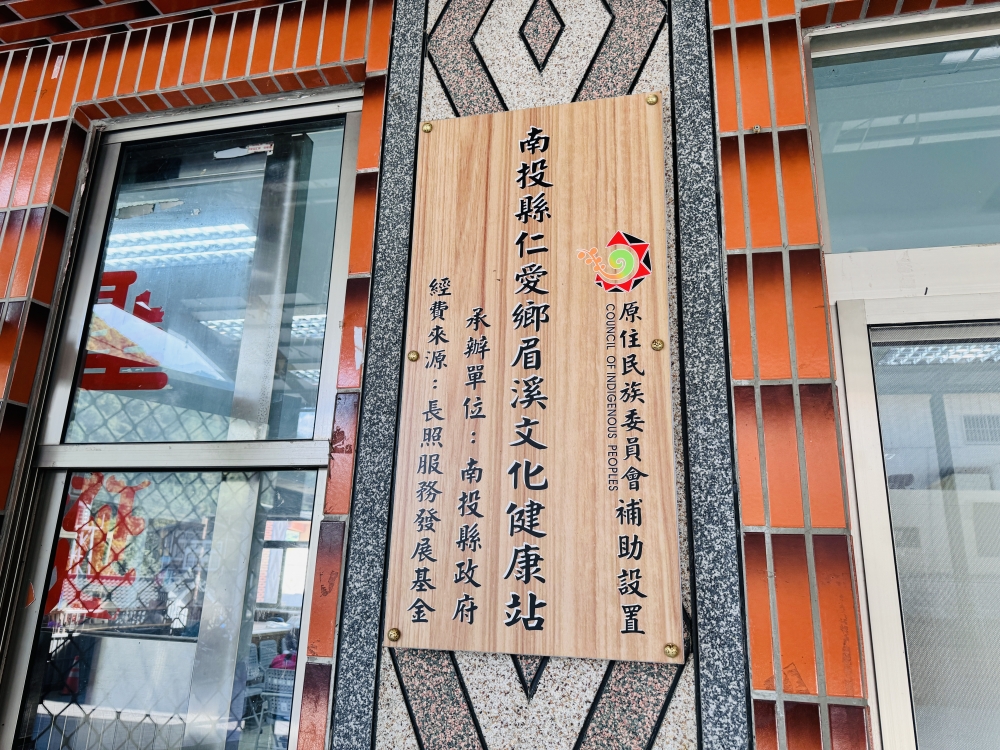 原住民族委員會 補助設置
COUNCIL OF INDIGENOUS PEOPLES
南投縣仁愛鄉眉溪文化健康站
承辦單位：南投縣政府
經費來源：長照服務發展基金